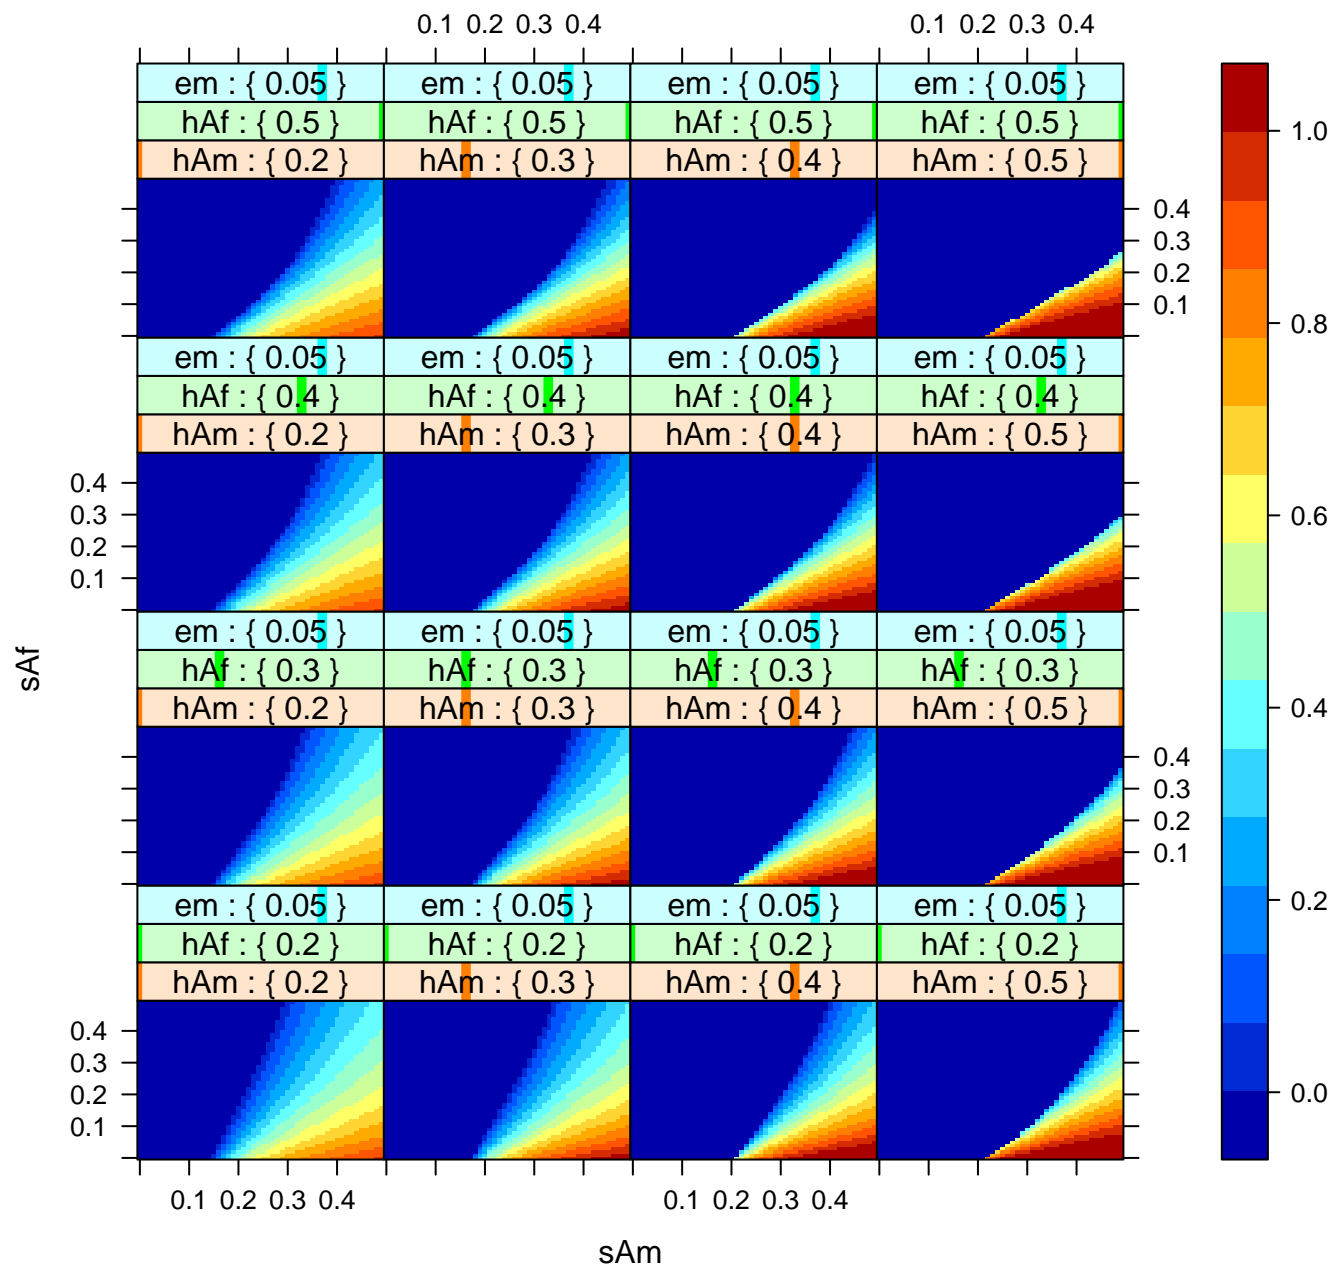 0.1 0.2 0.3 0.4 0.1 0.2 0.3 0.4
em : { 0.05 } em : { 0.05 } em : { 0.05 } em : { 0.05 }
hAf : { 0.5 } hAf : { 0.5 } hAf : { 0.5 } hAf : { 0.5 }
1.0
hAm : { 0.2 } hAm : { 0.3 } hAm : { 0.4 } hAm : { 0.5 }
0.4
0.3
0.2
0.1
0.8
em : { 0.05 } em : { 0.05 } em : { 0.05 } em : { 0.05 }
hAf : { 0.4 } hAf : { 0.4 } hAf : { 0.4 } hAf : { 0.4 }
hAm : { 0.2 } hAm : { 0.3 } hAm : { 0.4 } hAm : { 0.5 }
0.4
0.3
0.6
0.2
0.1
em : { 0.05 } em : { 0.05 } em : { 0.05 } em : { 0.05 }
sAf
hAf : { 0.3 } hAf : { 0.3 } hAf : { 0.3 } hAf : { 0.3 }
hAm : { 0.2 } hAm : { 0.3 } hAm : { 0.4 } hAm : { 0.5 }
0.4
0.4
0.3
0.2
0.1
em : { 0.05 } em : { 0.05 } em : { 0.05 } em : { 0.05 }
0.2
hAf : { 0.2 } hAf : { 0.2 } hAf : { 0.2 } hAf : { 0.2 }
hAm : { 0.2 } hAm : { 0.3 } hAm : { 0.4 } hAm : { 0.5 }
0.4
0.3
0.2
0.0
0.1
0.1 0.2 0.3 0.4 0.1 0.2 0.3 0.4
sAm